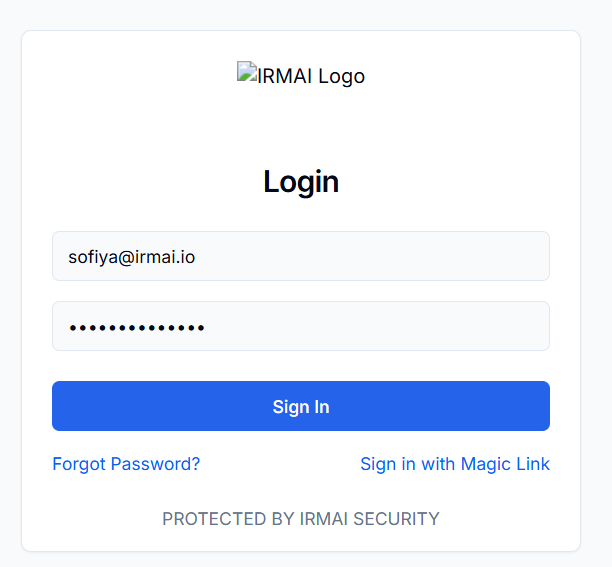 IRMAI Logo
Login
sofiya@irmai.io
••••••••••••••
Sign In
Forgot Password? Sign in with Magic Link
PROTECTED BY IRMAI SECURITY